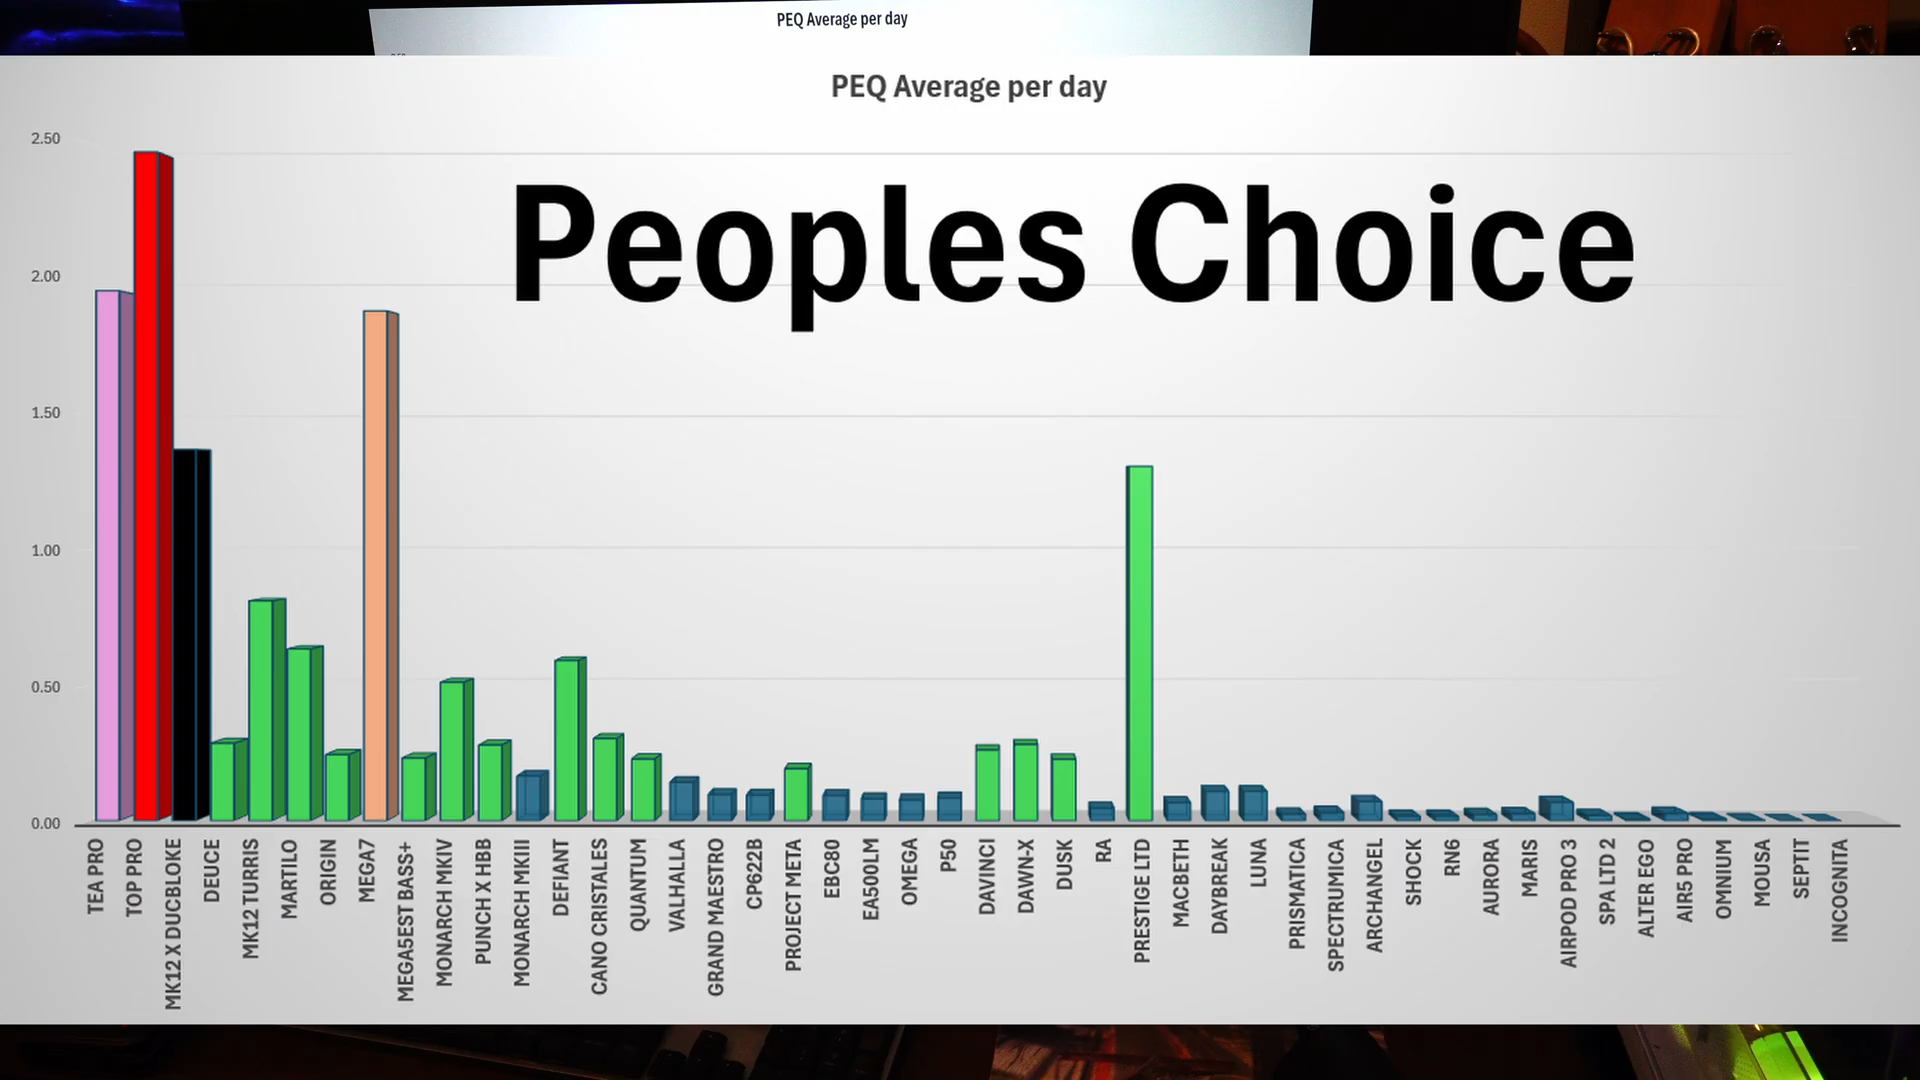 PEQ Average per day
PEQ Average per day
2.50
Peoples Choice
2.00
1.50
1.00
0.50
0.00
TEA PRO
TOP PRO
MK12 X DUCBLOKE
DEUCE
MK12 TURRIS
MARTILO
ORIGIN
MEGA7
MEGA5EST BASS+
MONARCH MKIV
PUNCH X HBB
MONARCH MKIII
DEFIANT
CANO CRISTALES
QUANTUM
VALHALLA
GRAND MAESTRO
CP622B
PROJECT META
EBC80
EA500LM
OMEGA
P50
DAVINCI
DAWN-X
DUSK
RA
PRESTIGE LTD
MACBETH
DAYBREAK
LUNA
PRISMATICA
SPECTRUMICA
ARCHANGEL
SHOCK
RN6
AURORA
MARIS
AIRPOD PRO 3
SPA LTD 2
ALTER EGO
AIR5 PRO
OMNIUM
MOUSA
SEPTIT
INCOGNITA